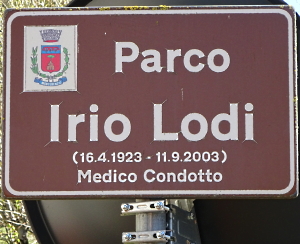 Parco
Irio Lodi
(16.4.1923 - 11.9.2003)
Medico Condotto